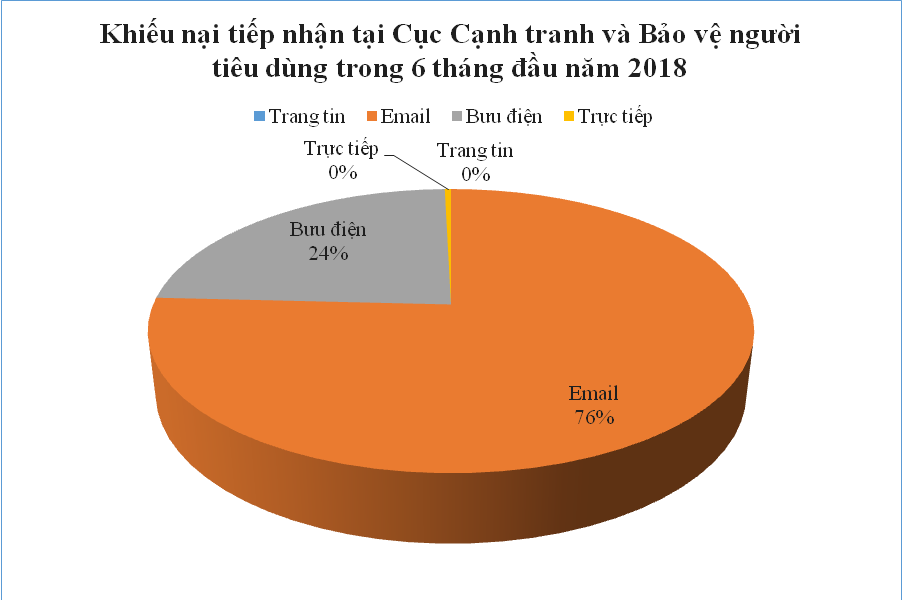 Khiếu nại tiếp nhận tại Cục Cạnh tranh và Bảo vệ người
tiêu dùng trong 6 tháng đầu năm 2018
Trang tin Email Bưu điện Trực tiếp
Trực tiếp
0%
Trang tin
0%
Bưu điện
24%
Email
76%